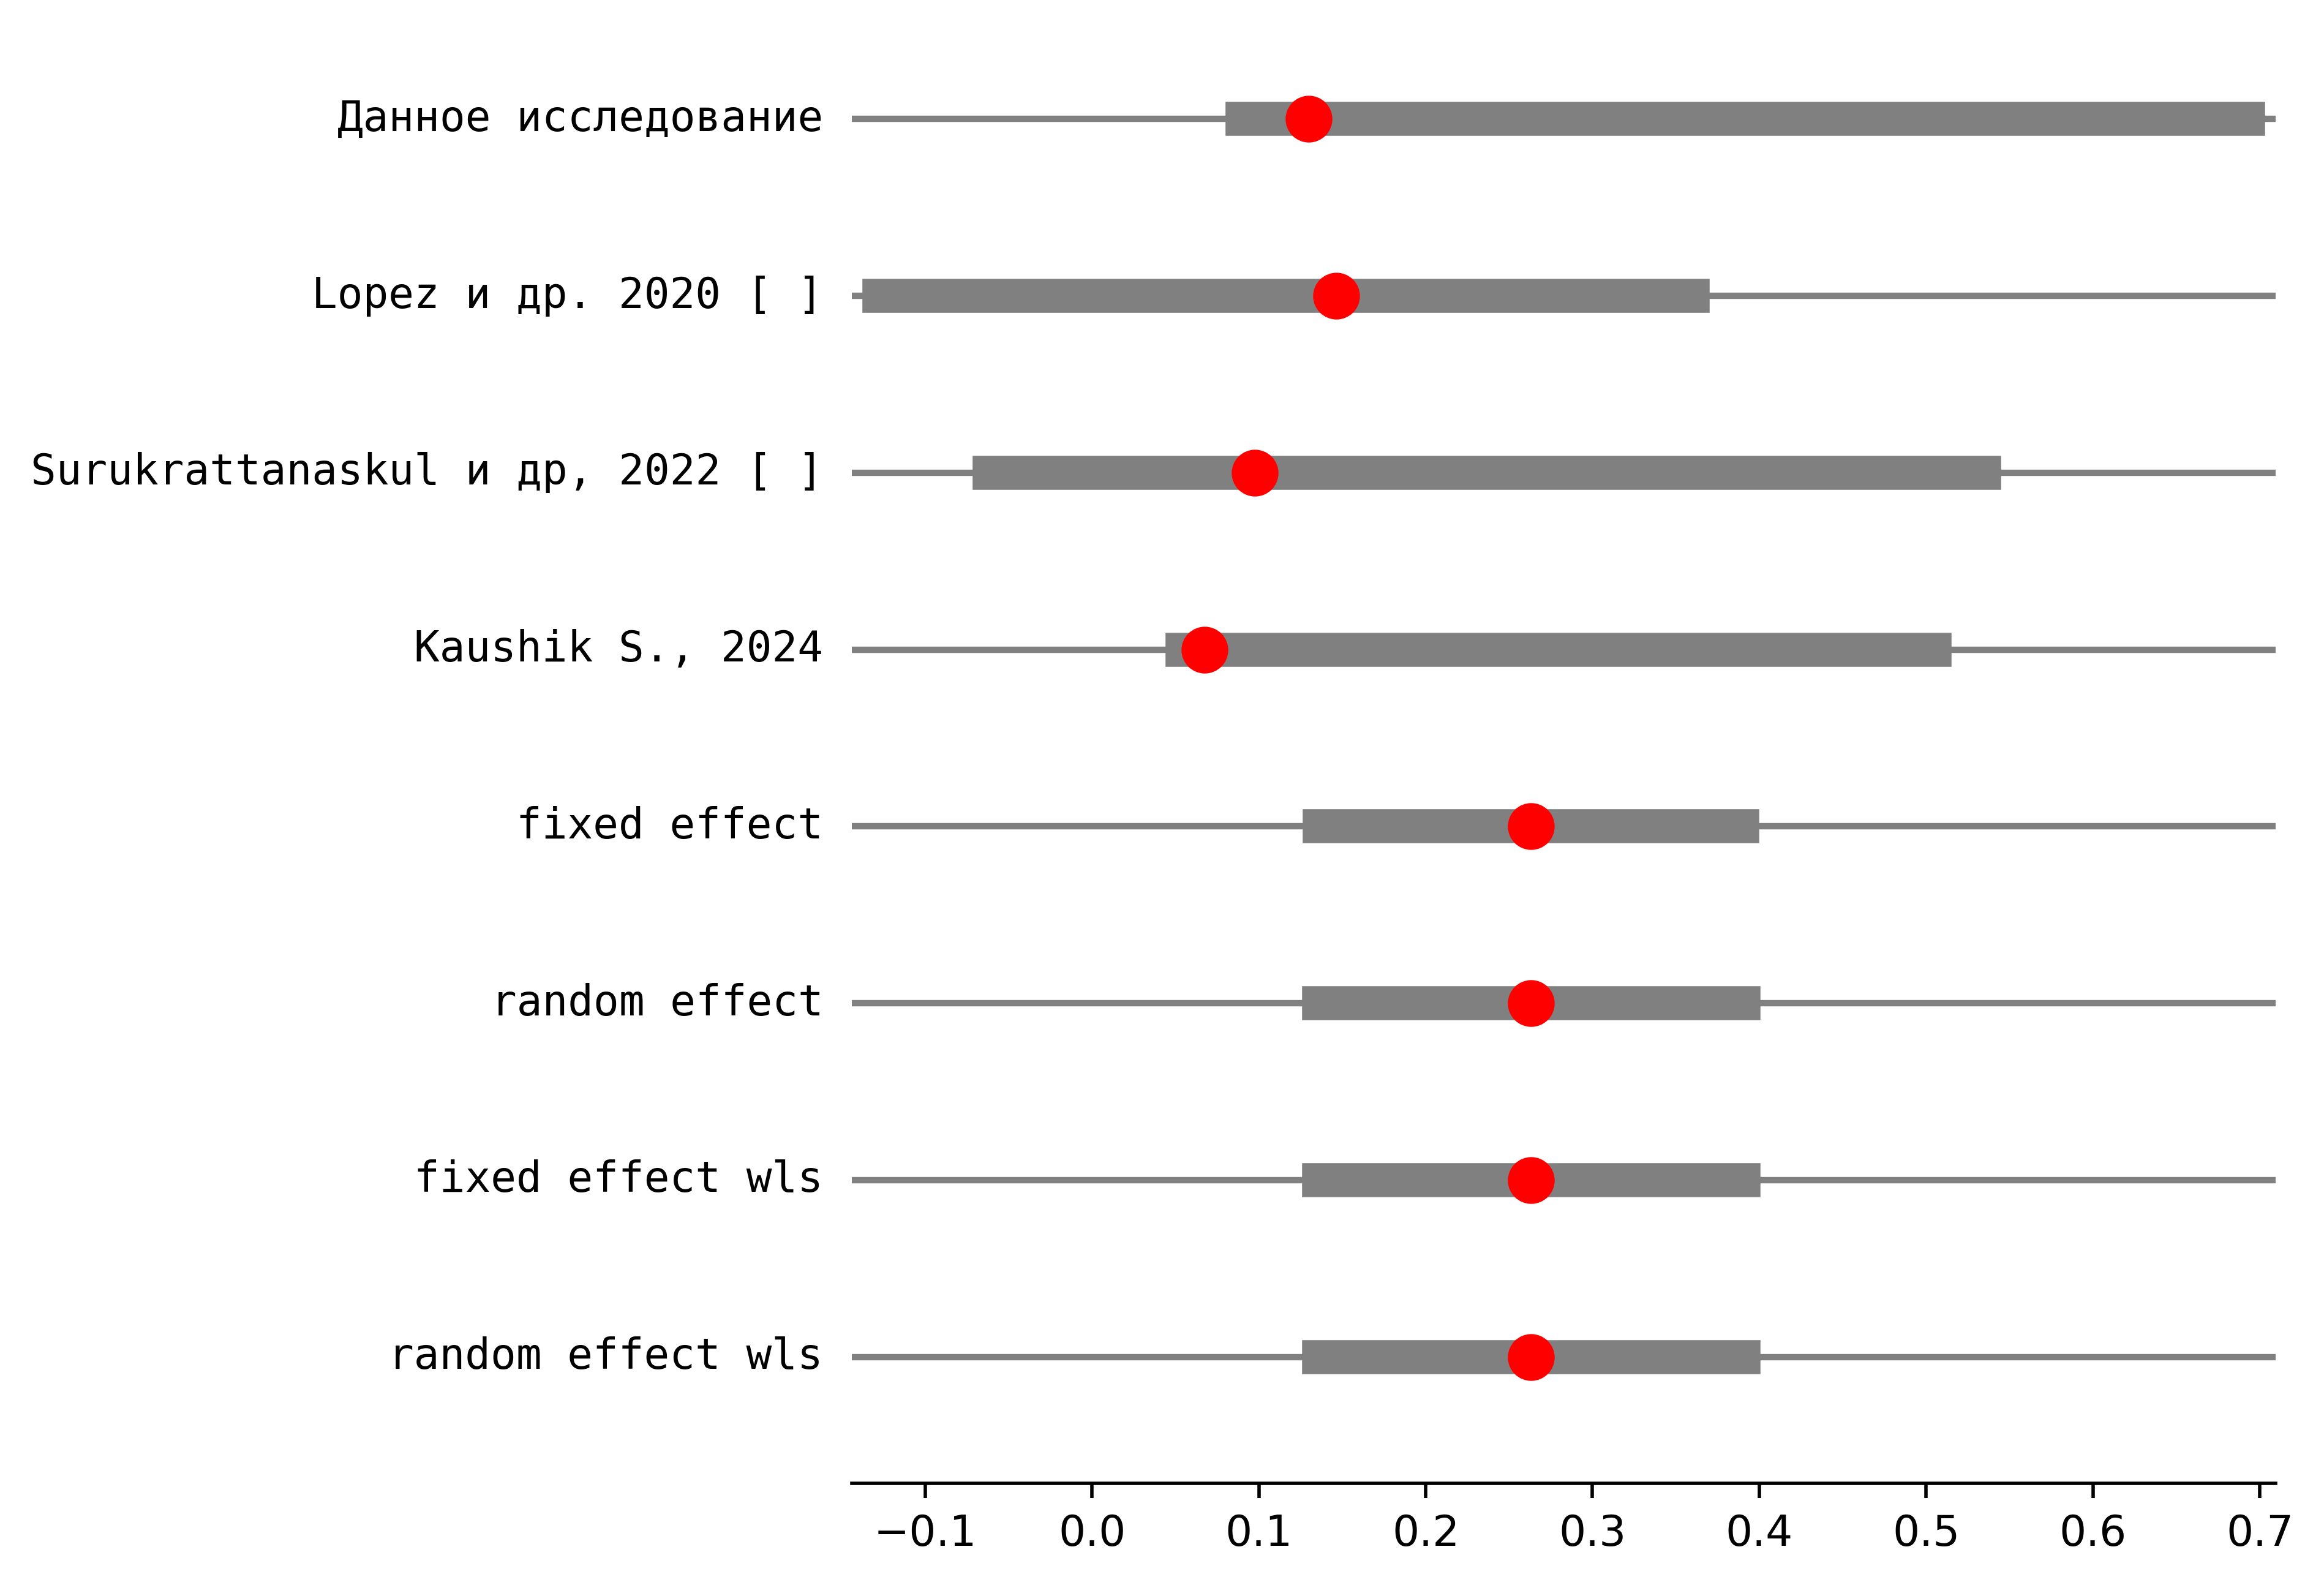 Данное исследование
Lopez и др. 2020 [ ]
Surukrattanaskul и др, 2022 [ ]
Kaushik S., 2024
fixed effect
random effect
fixed effect wls
random effect wls
−0.1 0.0 0.1 0.2 0.3 0.4 0.5 0.6 0.7